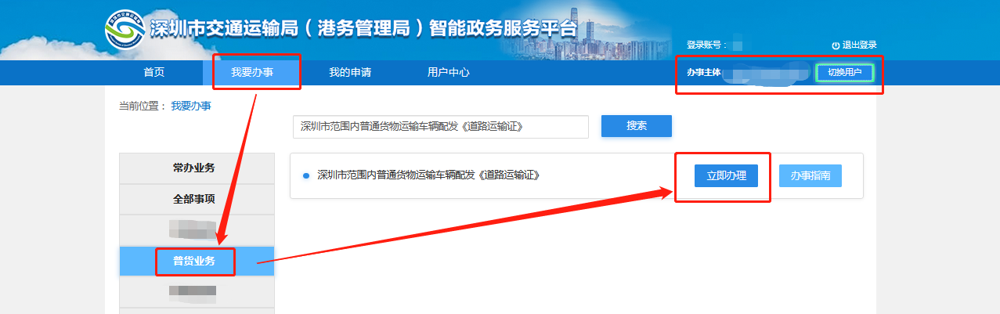 深圳市交通运输局（港务管理局）智能政务服务平台
登录账号：
退出登录
首页
我要办事
我的申请
用户中心
办事主体
切换用户
当前位置： 我要办事
深圳市范围内普通货物运输车辆配发《道路运输证》
搜索
常办业务
全部事项
普货业务
深圳市范围内普通货物运输车辆配发《道路运输证》
立即办理
办事指南